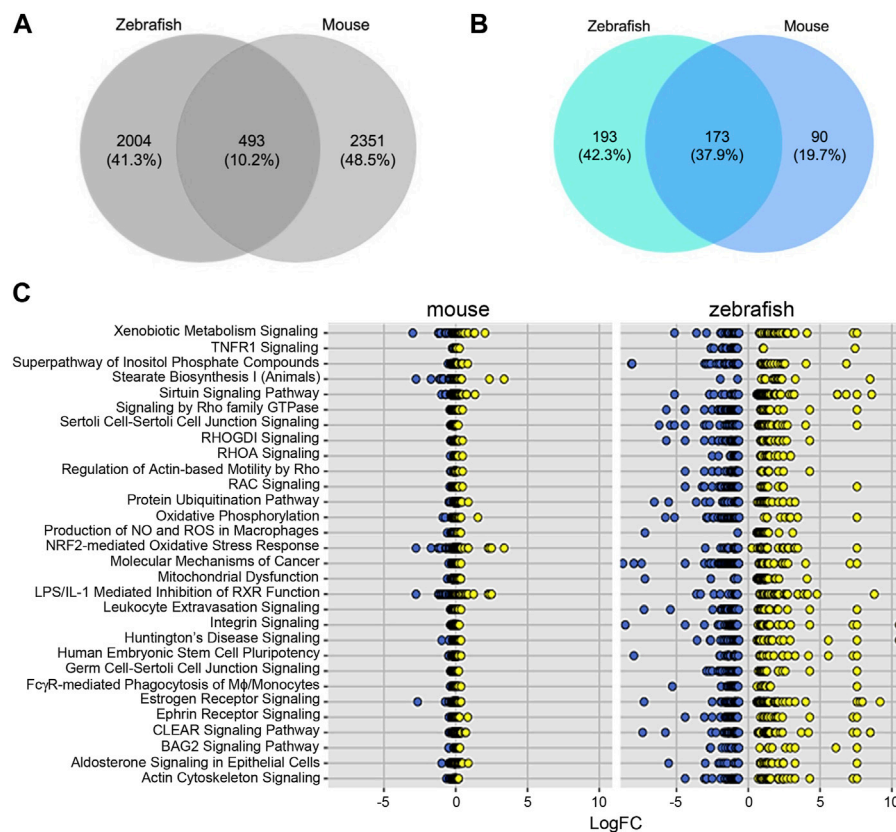 A
Zebrafish Mouse
2004 493 2351
(41.3%) (10.2%) (48.5%)
B
Zebrafish Mouse
193 173 90
(42.3%) (37.9%) (19.7%)
C
mouse zebrafish
Xenobiotic Metabolism Signaling
TNFR1 Signaling
Superpathway of Inositol Phosphate Compounds
Stearate Biosynthesis I (Animals)
Sirtuin Signaling Pathway
Signaling by Rho family GTPase
Sertoli Cell-Sertoli Cell Junction Signaling
RHOGDI Signaling
RHOA Signaling
Regulation of Actin-based Motility by Rho
RAC Signaling
Protein Ubiquitination Pathway
Oxidative Phosphorylation
Production of NO and ROS in Macrophages
NRF2-mediated Oxidative Stress Response
Molecular Mechanisms of Cancer
Mitochondrial Dysfunction
LPS/IL-1 Mediated Inhibition of RXR Function
Leukocyte Extravasation Signaling
Integrin Signaling
Huntington's Disease Signaling
Human Embryonic Stem Cell Pluripotency
Germ Cell-Sertoli Cell Junction Signaling
FcγR-mediated Phagocytosis of Mϕ/Monocytes
Estrogen Receptor Signaling
Ephrin Receptor Signaling
CLEAR Signaling Pathway
BAG2 Signaling Pathway
Aldosterone Signaling in Epithelial Cells
Actin Cytoskeleton Signaling
-5 0 5 10 -5 0 5 10
LogFC